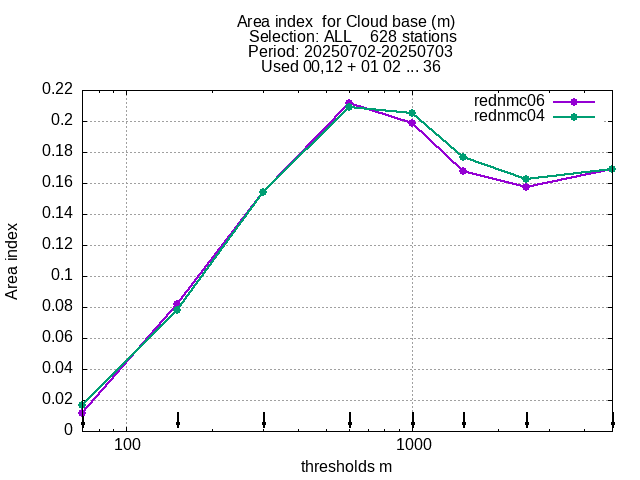 Area index  for Cloud base (m)
Selection: ALL    628 stations
Period: 20250702-20250703
Used 00,12 + 01 02 ... 36
rednmc06
rednmc04
0.22
0.2
0.18
0.16
0.14
0.12
0.1
0.08
0.06
0.04
0.02
0
Area index
100
1000
thresholds m